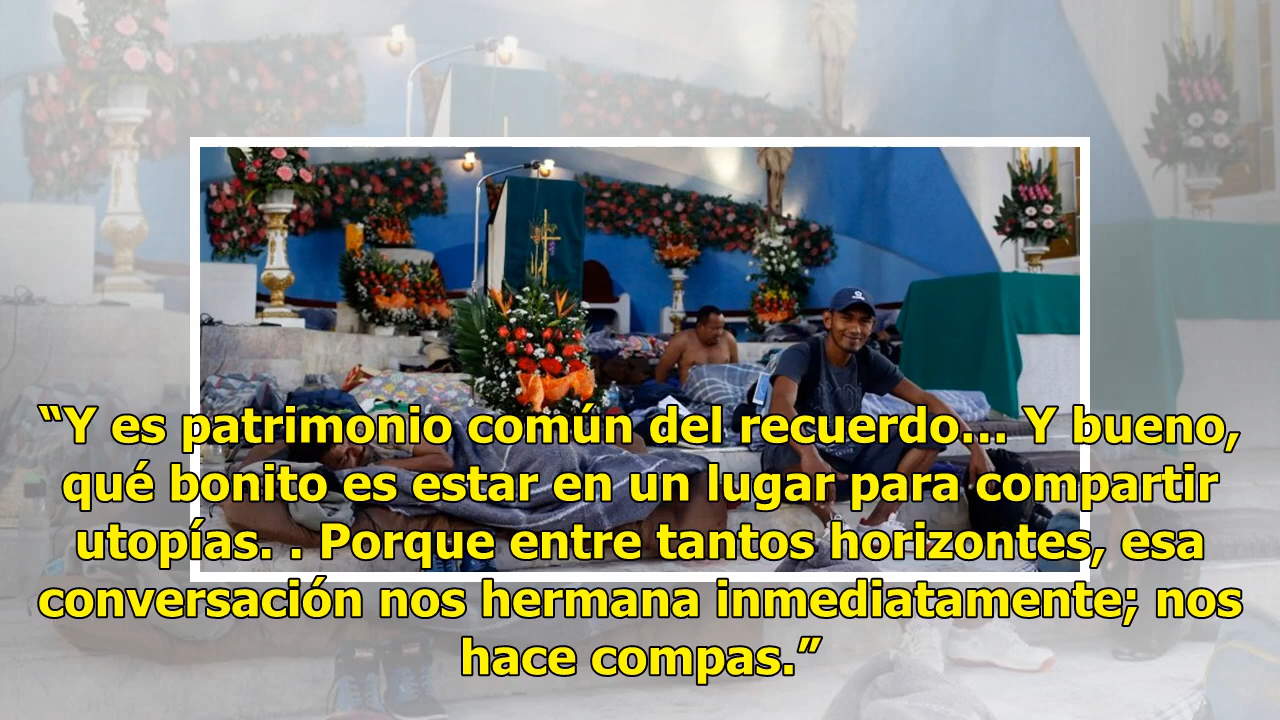 “Y es patrimonio común del recuerdo... Y bueno,
qué bonito es estar en un lugar para compartir
utopías. . Porque entre tantos horizontes, esa
conversación nos hermana inmediatamente; nos
hace compas.”